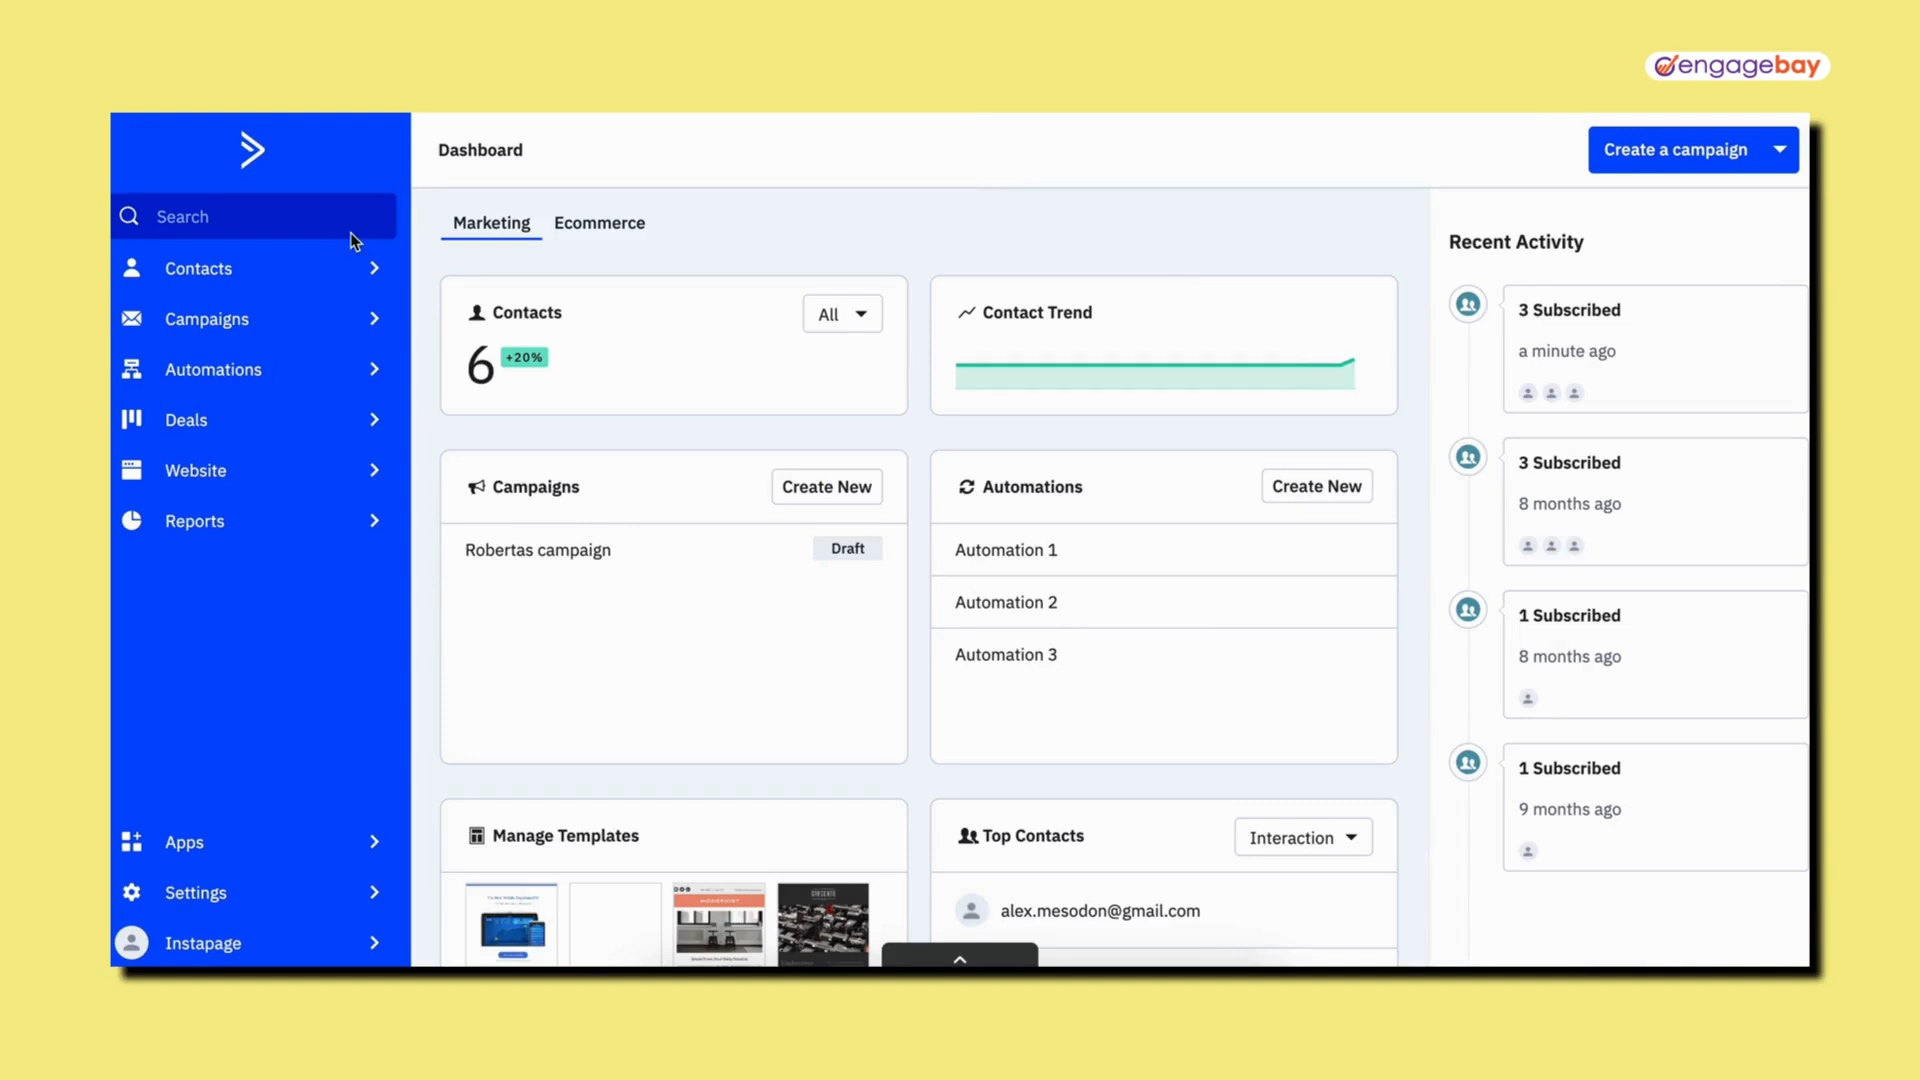 engagebay
Dashboard
Create a campaign
Search
Contacts
Campaigns
Automations
Deals
Website
Reports
Apps
Settings
Instapage
Marketing
Ecommerce
Contacts
All
6
+20%
Contact Trend
Campaigns
Create New
Robertas campaign
Draft
Automations
Create New
Automation 1
Automation 2
Automation 3
Manage Templates
MODERNIST
Top Contacts
Interaction
alex.mesodon@gmail.com
Recent Activity
3 Subscribed
a minute ago
3 Subscribed
8 months ago
1 Subscribed
8 months ago
1 Subscribed
9 months ago